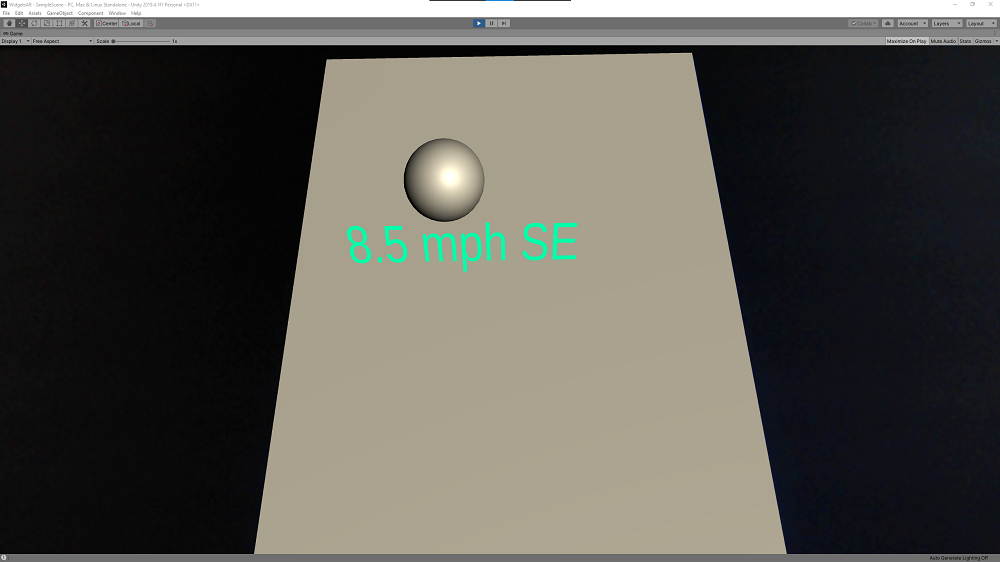 WidgetsAR - SampleScene - PC, Mac & Linux Standalone - Unity 2019.4.1f1 Personal <DX11>
File Edit Assets GameObject Component Window Help
Center Local Collab Account Layers Layout
Game
Display 1 Free Aspect Scale 1x Maximize On Play Mute Audio Stats Gizmos
8.5 mph SE
Auto Generate Lighting Off